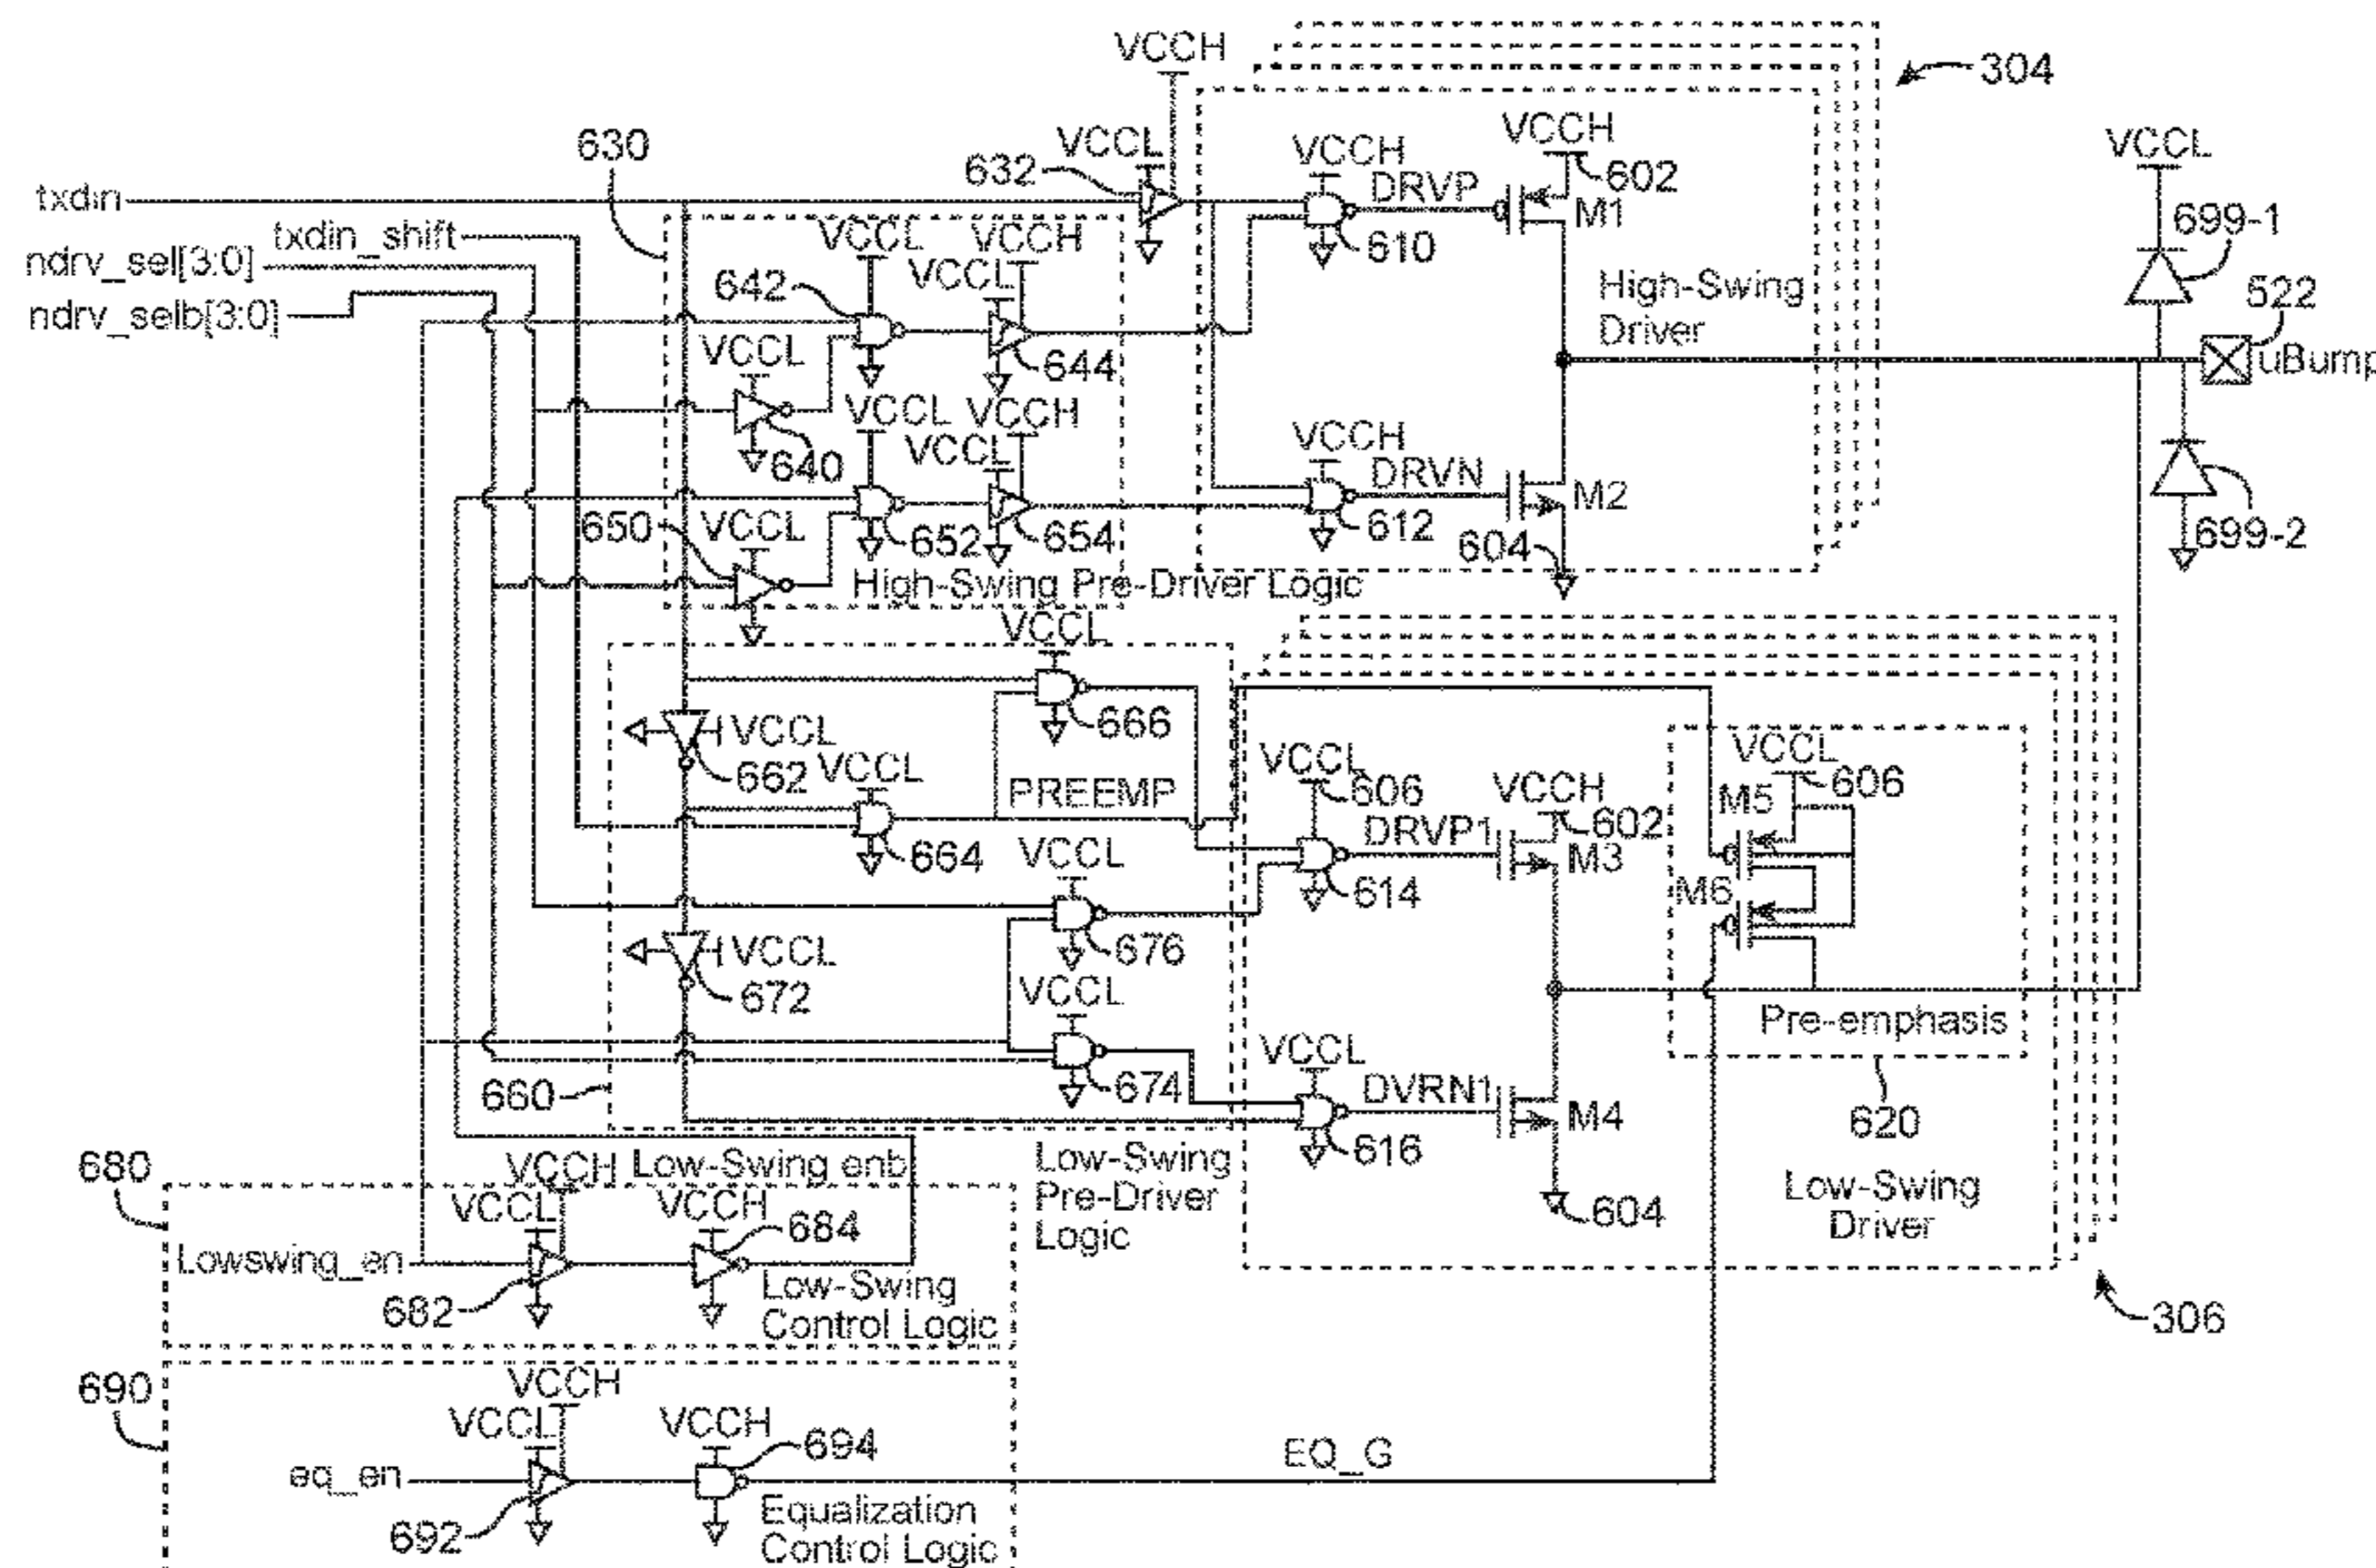 VCCH
304
630
VCCL
VCCH
VCCL
632
VCCH
602
txdin
DRVP
M1
699-1
txdin_shift
VCCL
VCCH
ndrv_sel[3:0]
VCCL
610
High-Swing
Driver
522
642
ndrv_selb[3:0]
VCCL
644
uBump
VCCL
VCCH
VCCH
640
VCCL
DRVN
M2
650
VCCL
652
654
612
604
699-2
High-Swing Pre-Driver Logic
VCCL
VCCL
666
662
VCCL
VCCL
VCCL
PREEMP
606
VCCH
M5
606
DRVP1
602
664
VCCL
M3
M6
614
VCCL
676
672
VCCL
Pre-emphasis
VCCL
660
674
DVRN1
M4
620
616
680
VCCH
Low-Swing enb
Low-Swing
Pre-Driver
Logic
VCCL
VCCH
684
604
Low-Swing
Driver
Lowswing_en
682
Low-Swing
Control Logic
306
690
VCCH
VCCL
VCCH
694
EQ_G
eq_en
692
Equalization
Control Logic